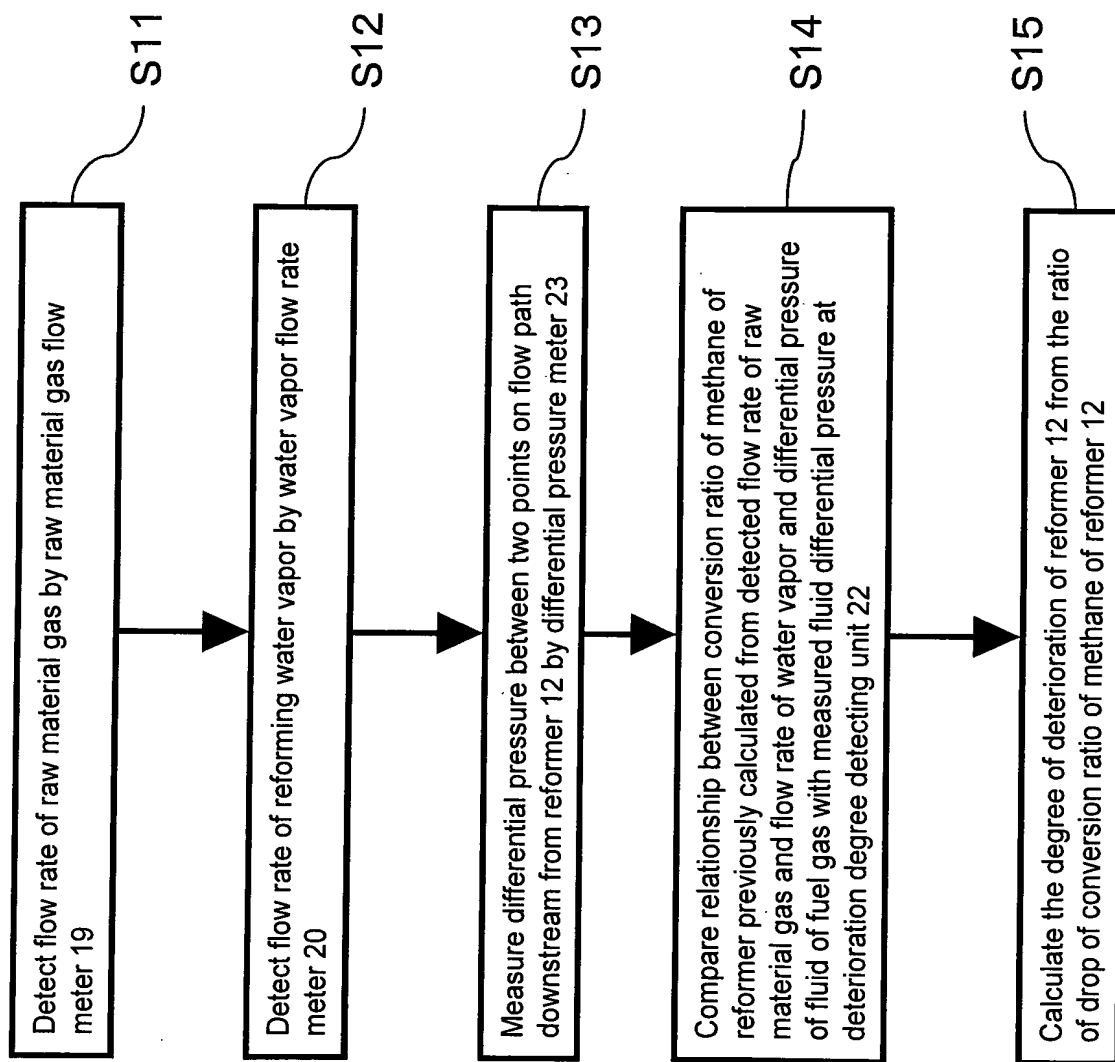 Detect flow rate of raw material gas by raw material gas flow
meter 19
S11
Detect flow rate of reforming water vapor by water vapor flow rate
meter 20
S12
Measure differential pressure between two points on flow path
downstream from reformer 12 by differential pressure meter 23
S13
Compare relationship between conversion ratio of methane of
reformer previously calculated from detected flow rate of raw
material gas and flow rate of water vapor and differential pressure
of fluid of fuel gas with measured fluid differential pressure at
deterioration degree detecting unit 22
S14
Calculate the degree of deterioration of reformer 12 from the ratio
of drop of conversion ratio of methane of reformer 12
S15